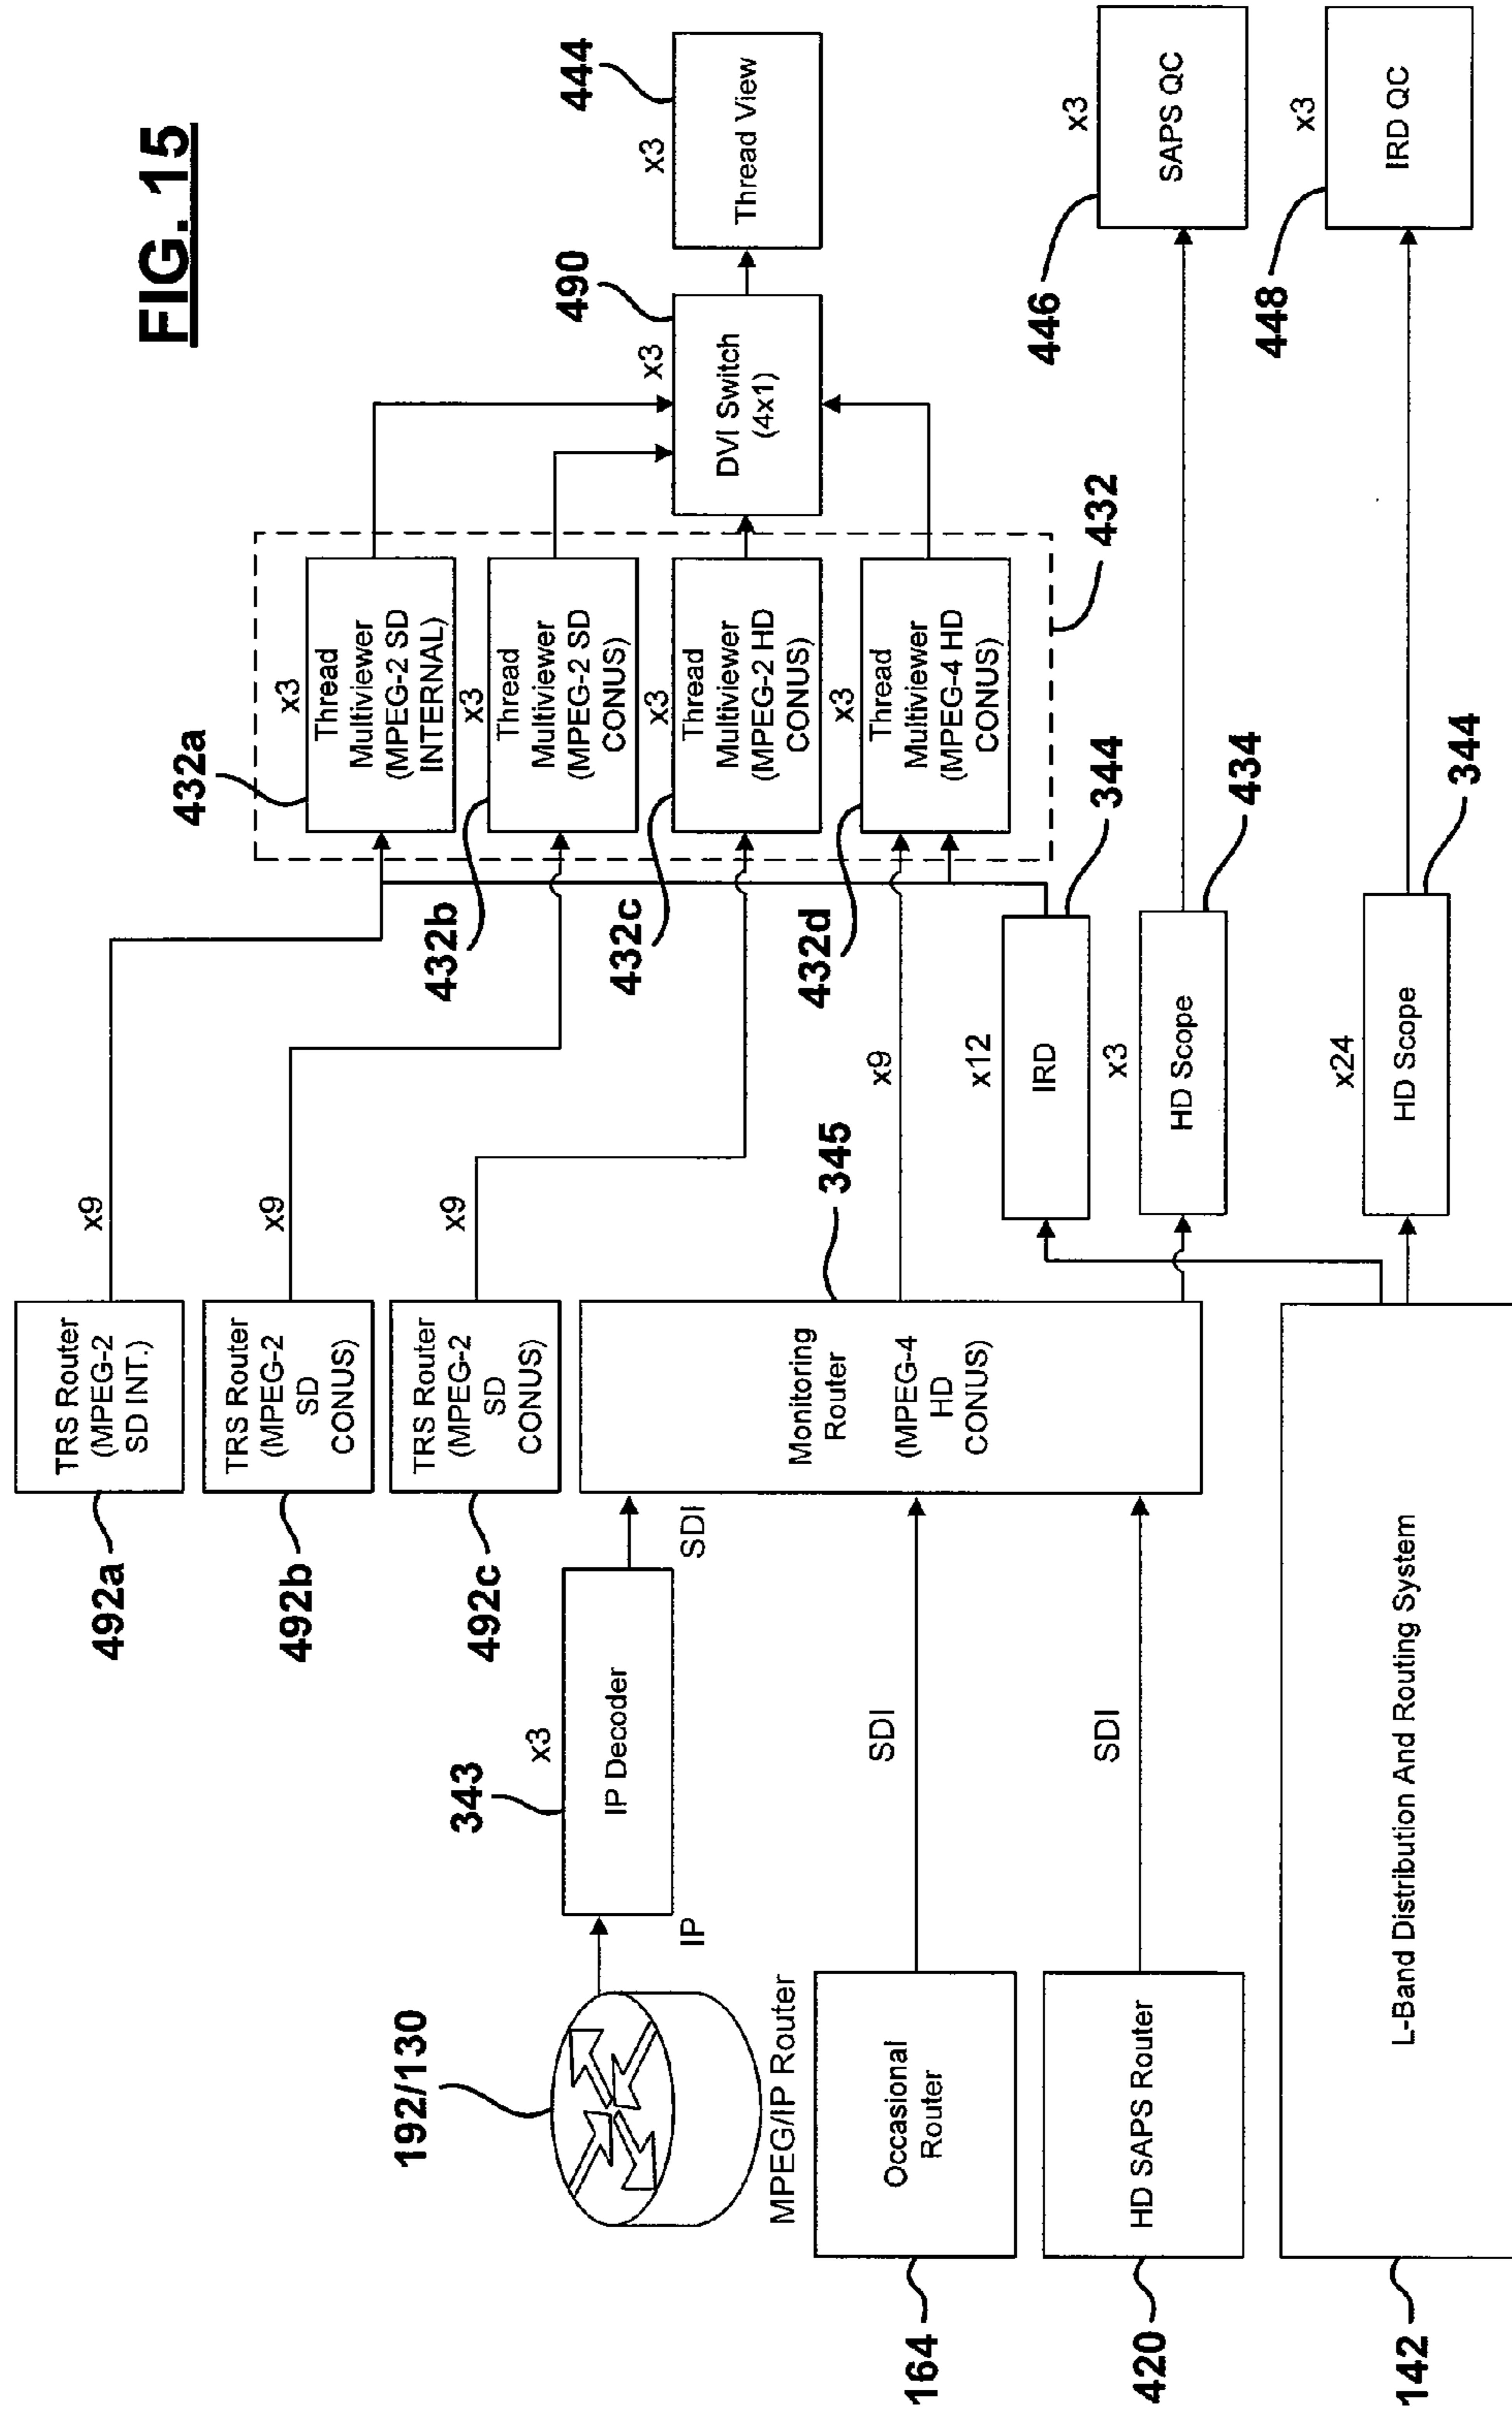 FIG. 15
492a
TRS Router
(MPEG-2
SD INT.)
x9
492b
TRS Router
(MPEG-2
SD
CONUS)
x9
492c
TRS Router
(MPEG-2
SD
CONUS)
x9
192/130
MPEG/IP Router
IP
343
x3
IP Decoder
SDI
164
Occasional
Router
SDI
420
HD SAPS Router
SDI
345
Monitoring
Router
(MPEG-4
HD
CONUS)
x9
142
L-Band Distribution And Routing System
432a
x3
Thread
Multiviewer
(MPEG-2 SD
INTERNAL)
432b
x3
Thread
Multiviewer
(MPEG-2 SD
CONUS)
432c
x3
Thread
Multiviewer
(MPEG-2 HD
CONUS)
432d
x3
Thread
Multiviewer
(MPEG-4 HD
CONUS)
432
490
x3
DVI Switch
(4x1)
444
x3
Thread View
x12
IRD
344
x3
HD Scope
434
446
x3
SAPS QC
x24
HD Scope
344
448
x3
IRD QC